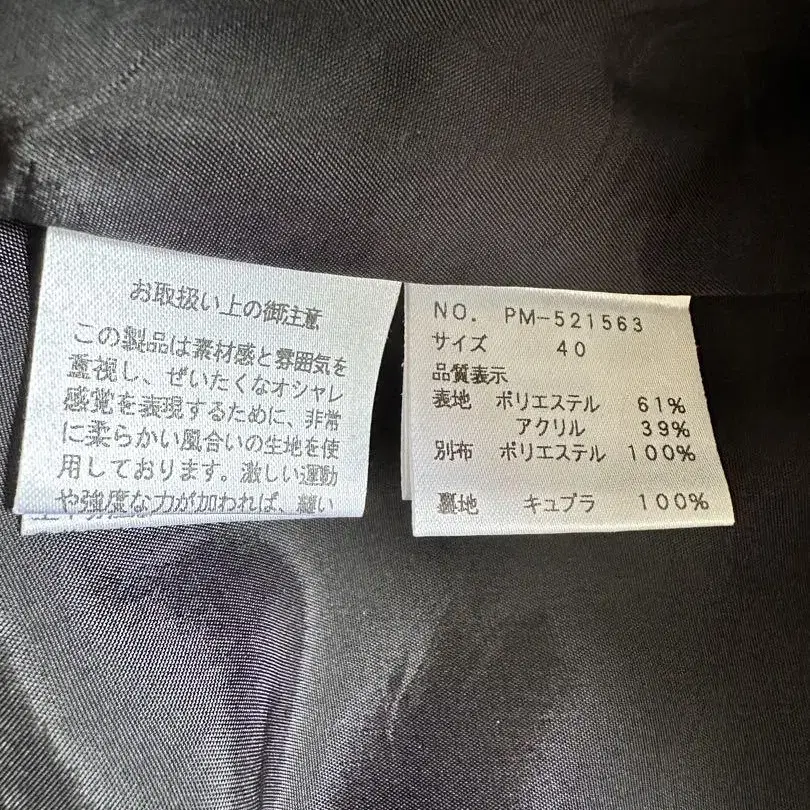 お取扱い上の御注意
この製品は素材感と雰囲気を
重視し、ぜいたくなオシャレ
感覚を表現するために、非常
に柔らかい風合いの生地を使
用しております。激しい運動
や強度な力が加われば、縫い
NO. PM-521563
サイズ 40
品質表示
表地 ポリエステル 61%
アクリル 39%
別布 ポリエステル 100%
裏地 キュプラ 100%